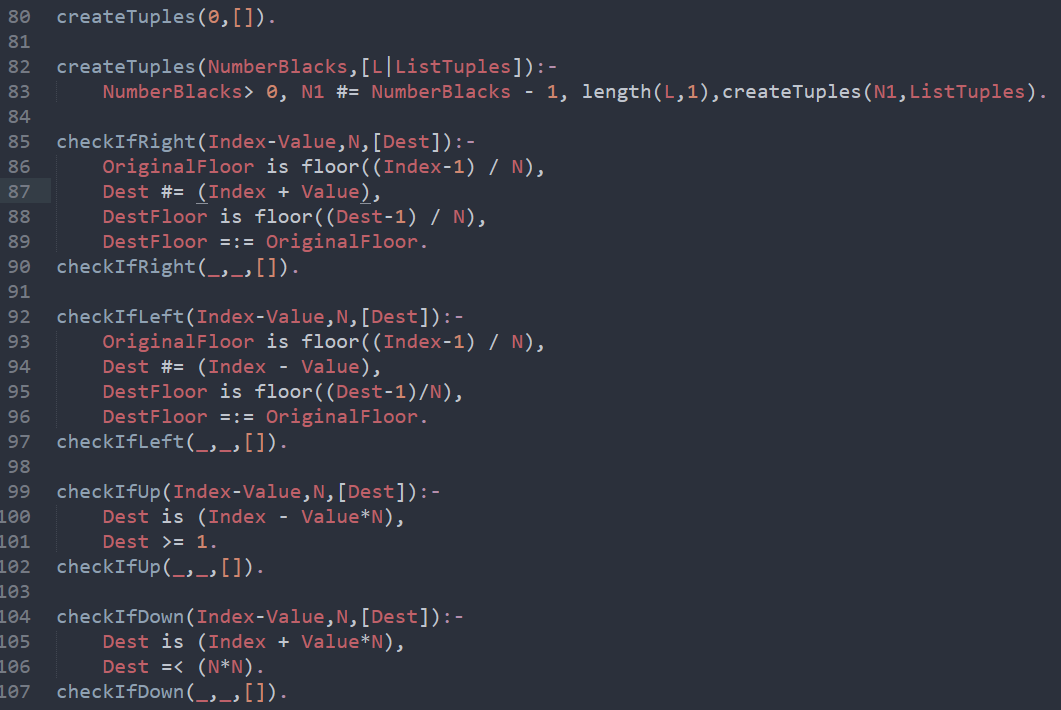 80 createTuples(0,[]).
81
82 createTuples(NumberBlacks,[L|ListTuples]):-
83     NumberBlacks> 0, N1 #= NumberBlacks - 1, length(L,1),createTuples(N1,ListTuples).
84
85 checkIfRight(Index-Value,N,[Dest]):-
86     OriginalFloor is floor((Index-1) / N),
87     Dest #= (Index + Value),
88     DestFloor is floor((Dest-1) / N),
89     DestFloor =:= OriginalFloor.
90 checkIfRight(_,_,[]).
91
92 checkIfLeft(Index-Value,N,[Dest]):-
93     OriginalFloor is floor((Index-1) / N),
94     Dest #= (Index - Value),
95     DestFloor is floor((Dest-1)/N),
96     DestFloor =:= OriginalFloor.
97 checkIfLeft(_,_,[]).
98
99 checkIfUp(Index-Value,N,[Dest]):-
100     Dest is (Index - Value*N),
101     Dest >= 1.
102 checkIfUp(_,_,[]).
103
104 checkIfDown(Index-Value,N,[Dest]):-
105     Dest is (Index + Value*N),
106     Dest =< (N*N).
107 checkIfDown(_,_,[]).